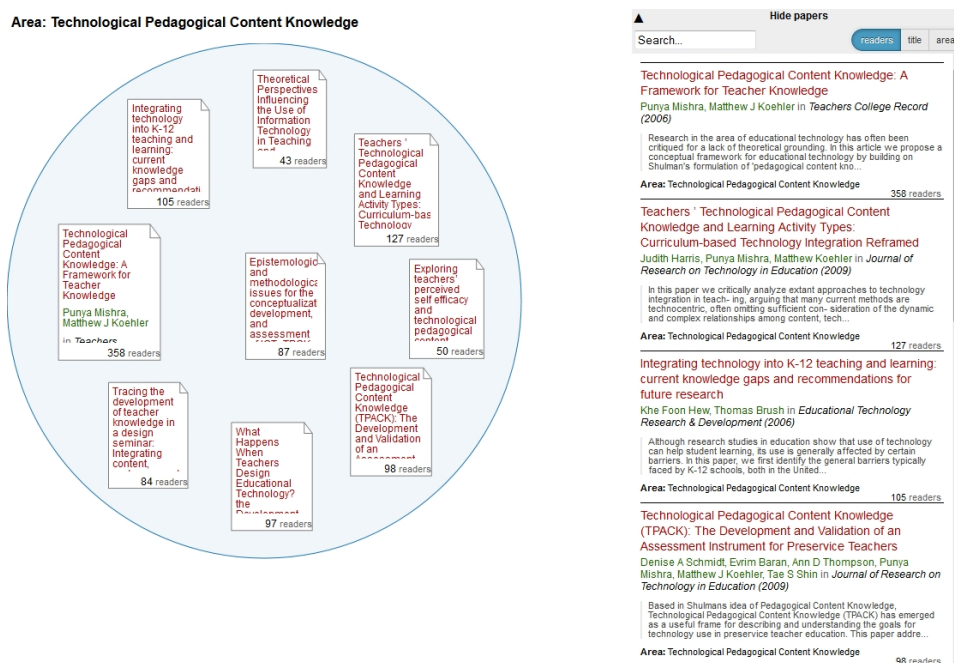 Area: Technological Pedagogical Content Knowledge
Theoretical
Perspectives
Influencing
the Use of
Information
Technology
in Teaching
and
43 readers
Integrating
technology
into K-12
teaching and
learning:
current
knowledge
gaps and
recommendati
105 readers
Teachers '
Technological
Pedagogical
Content
Knowledge
and Learning
Activity Types:
Curriculum-bas
Technology
127 readers
Technological
Pedagogical
Content
Knowledge: A
Framework for
Teacher
Knowledge
Punya Mishra,
Matthew J Koehler
in Teachers
358 readers
Epistemologic
and
methodologica
issues for the
conceptualizat
development,
and
assessment
of ICT-TPCK
87 readers
Exploring
teachers'
perceived
self efficacy
and
technological
pedagogical
content
50 readers
Tracing the
development
of teacher
knowledge in
a design
seminar:
Integrating
content,
84 readers
What
Happens
When
Teachers
Design
Educational
Technology?
the
Development
97 readers
Technological
Pedagogical
Content
Knowledge
(TPACK): The
Development
and Validation
of an
Assessment
98 readers
Hide papers
Search...
readers title area
Technological Pedagogical Content Knowledge: A
Framework for Teacher Knowledge
Punya Mishra, Matthew J Koehler in Teachers College Record
(2006)
Research in the area of educational technology has often been
critiqued for a lack of theoretical grounding. In this article we propose a
conceptual framework for educational technology by building on
Shulman's formulation of 'pedagogical content kno...
Area: Technological Pedagogical Content Knowledge
358 readers
Teachers ' Technological Pedagogical Content
Knowledge and Learning Activity Types:
Curriculum-based Technology Integration Reframed
Judith Harris, Punya Mishra, Matthew Koehler in Journal of
Research on Technology in Education (2009)
In this paper we critically analyze extant approaches to technology
integration in teach- ing, arguing that many current methods are
technocentric, often omitting sufficient con- sideration of the dynamic
and complex relationships among content, tech...
Area: Technological Pedagogical Content Knowledge
127 readers
Integrating technology into K-12 teaching and learning:
current knowledge gaps and recommendations for
future research
Khe Foon Hew, Thomas Brush in Educational Technology
Research & Development (2006)
Although research studies in education show that use of technology
can help student learning, its use is generally affected by certain
barriers. In this paper, we first identify the general barriers typically
faced by K-12 schools, both in the United...
Area: Technological Pedagogical Content Knowledge
105 readers
Technological Pedagogical Content Knowledge
(TPACK): The Development and Validation of an
Assessment Instrument for Preservice Teachers
Denise A Schmidt, Evrim Baran, Ann D Thompson, Punya
Mishra, Matthew J Koehler, Tae S Shin in Journal of Research on
Technology in Education (2009)
Based in Shulmans idea of Pedagogical Content Knowledge,
Technological Pedagogical Content Knowledge (TPACK) has emerged
as a useful frame for describing and understanding the goals for
technology use in preservice teacher education. This paper addre...
Area: Technological Pedagogical Content Knowledge
98 readers